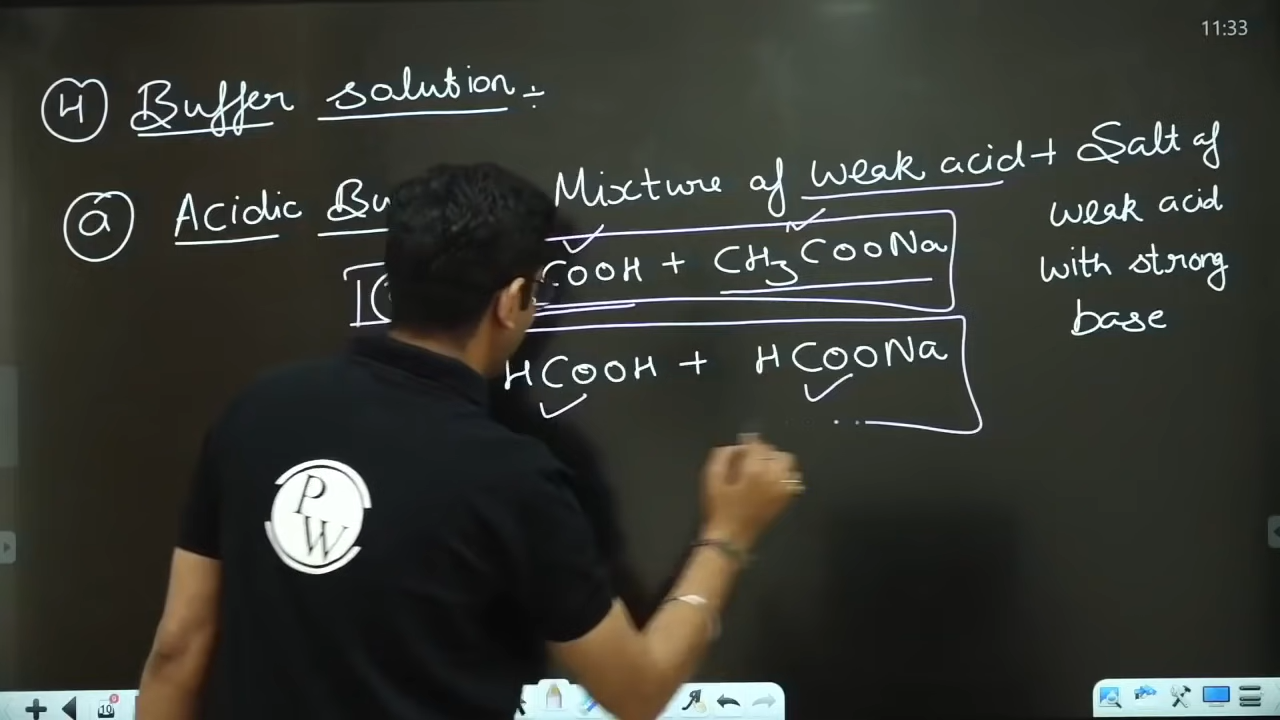 11:33
4 Buffer solution :-
a Acidic Bu Mixture of weak acid + Salt of
weak acid
COOH + CH3COONa
with strong
base
HCOOH + HCOONa
P
W
10